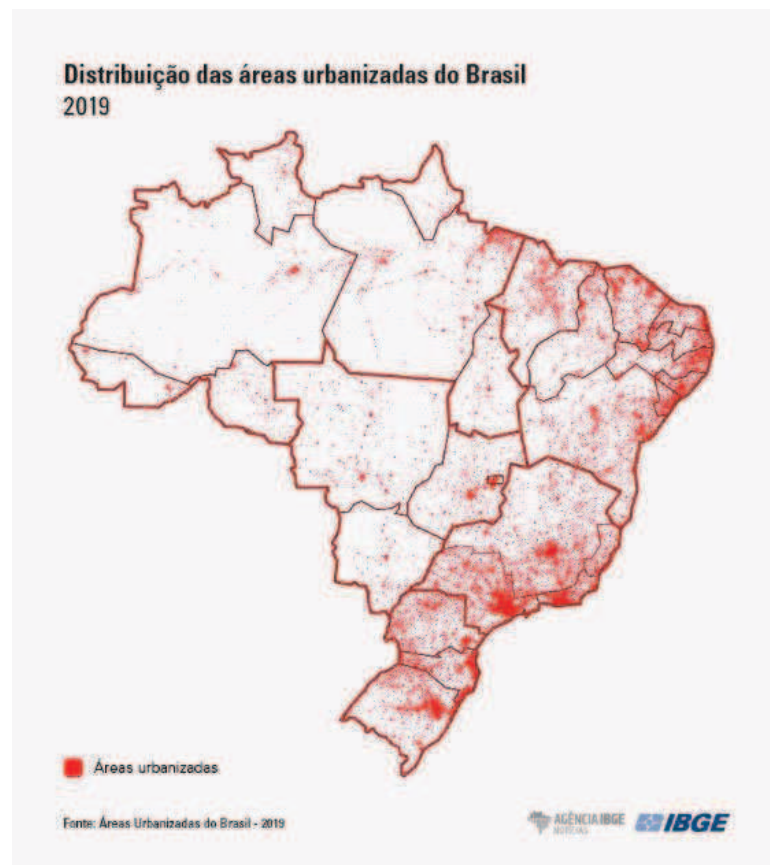 Distribuição das áreas urbanizadas do Brasil
2019
Áreas urbanizadas
Fonte: Áreas Urbanizadas do Brasil - 2019
AGÊNCIA IBGE
NOTÍCIAS
IBGE